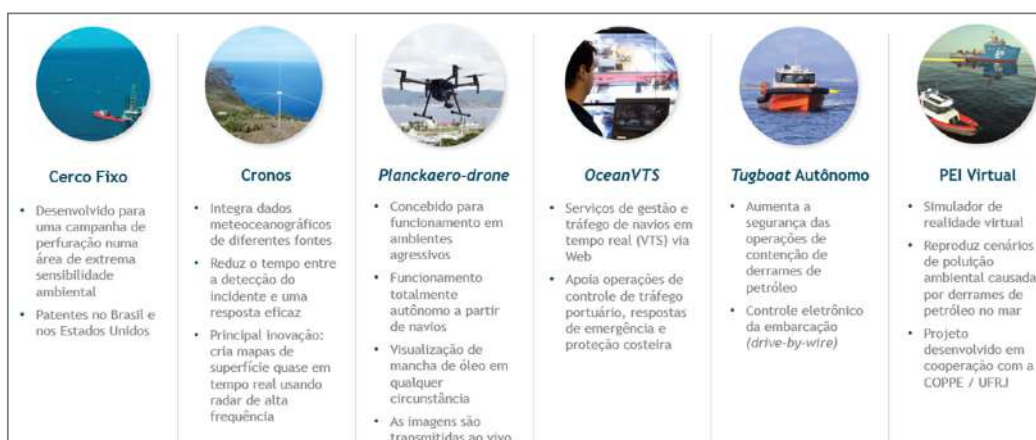 Cerco Fixo
• Desenvolvido para
uma campanha de
perfuração numa
área de extrema
sensibilidade
ambiental
• Patentes no Brasil e
nos Estados Unidos
Cronos
• Integra dados
meteoceanográficos
de diferentes fontes
• Reduz o tempo entre
a detecção do
incidente e uma
resposta eficaz
• Principal inovação:
cria mapas de
superfície quase em
tempo real usando
radar de alta
frequência
Planckaero-drone
• Concebido para
funcionamento em
ambientes
agressivos
• Funcionamento
totalmente
autônomo a partir
de navios
• Visualização de
mancha de óleo em
qualquer
circunstância
• As imagens são
transmitidas ao vivo
OceanVTS
• Serviços de gestão e
tráfego de navios em
tempo real (VTS) via
Web
• Apoia operações de
controle de tráfego
portuário, respostas
de emergência e
proteção costeira
Tugboat Autônomo
• Aumenta a
segurança das
operações de
contenção de
derrames de
petróleo
• Controle eletrônico
da embarcação
(drive-by-wire)
PEI Virtual
• Simulador de
realidade virtual
• Reproduz cenários
de poluição
ambiental causada
por derrames de
petróleo no mar
• Projeto
desenvolvido em
cooperação com a
COPPE / UFRJ